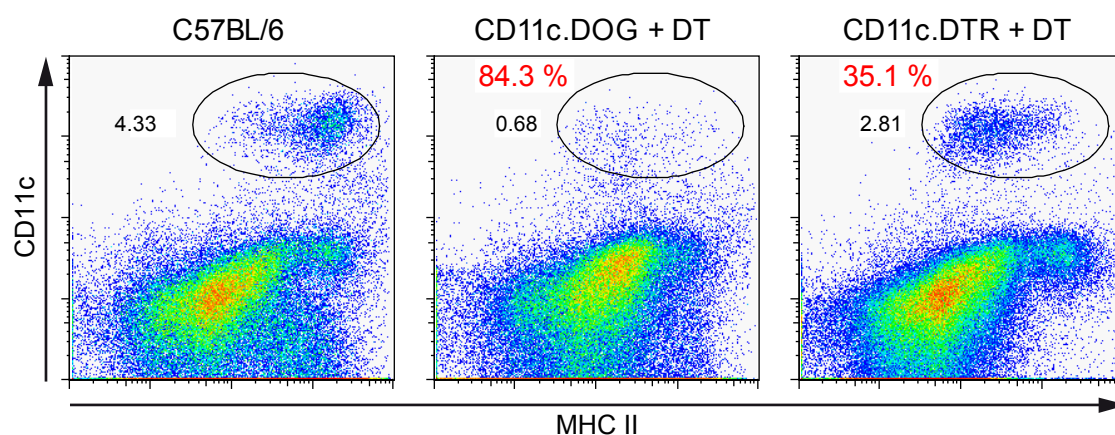 C57BL/6
CD11c.DOG + DT
CD11c.DTR + DT
84.3 %
35.1 %
4.33
0.68
2.81
CD11c
MHC II